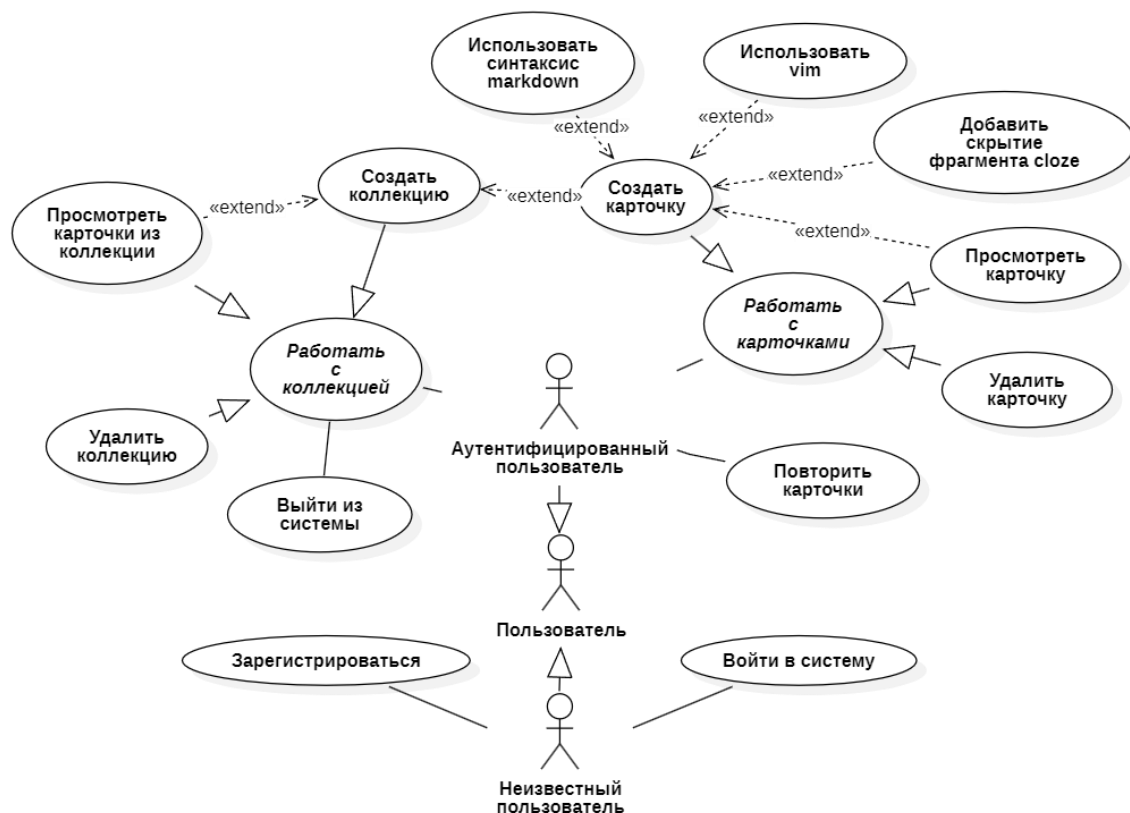 Использовать
синтаксис
markdown
Использовать
vim
«extend»
«extend»
Добавить
скрытие
фрагмента cloze
Создать
коллекцию
«extend»
Создать
карточку
«extend»
Просмотреть
карточки из
коллекции
«extend»
«extend»
Просмотреть
карточку
Работать
с
карточками
Работать
с
коллекцией
Удалить
карточку
Удалить
коллекцию
Аутентифицированный
пользователь
Повторить
карточки
Выйти из
системы
Пользователь
Зарегистрироваться
Войти в систему
Неизвестный
пользователь